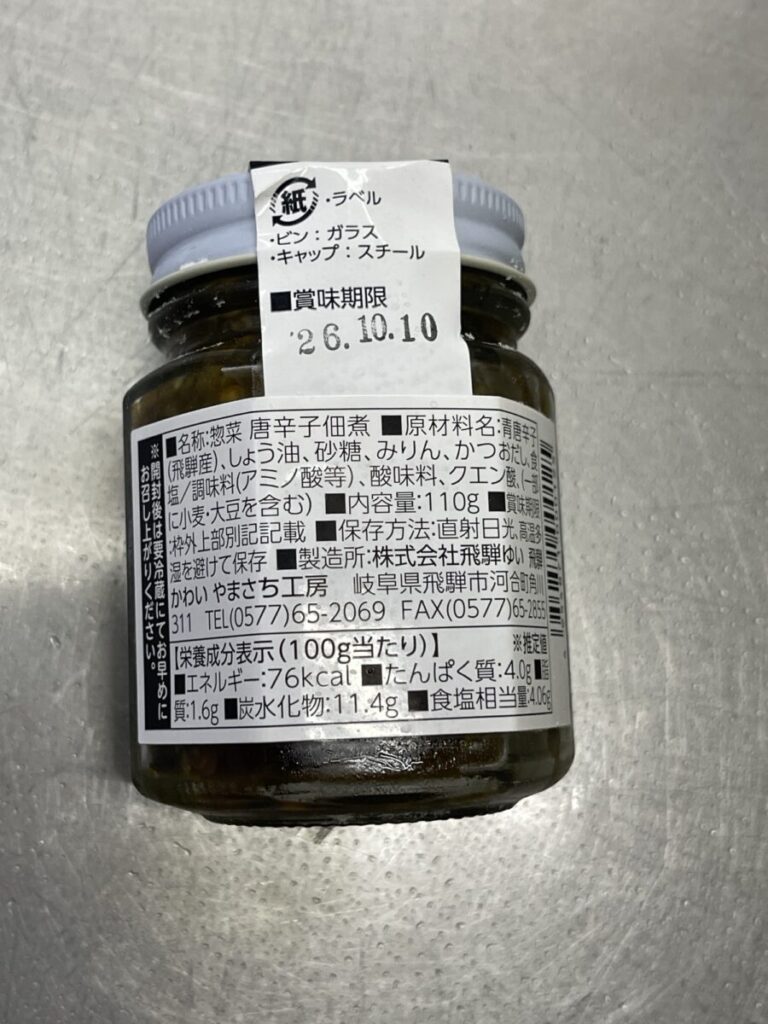 紙 ・ラベル
・ビン：ガラス
・キャップ：スチール
■賞味期限
'26.10.10
※開封後は要冷蔵にてお早めに
お召し上がりください。
■名称:惣菜 唐辛子佃煮 ■原材料名:青唐辛子
(飛騨産)、しょう油、砂糖、みりん、かつおだし、食
塩／調味料(アミノ酸等)、酸味料、クエン酸、(一部
に小麦・大豆を含む) ■内容量:110g ■賞味期限
:枠外上部別記記載 ■保存方法:直射日光、高温多
湿を避けて保存 ■製造所:株式会社飛騨ゆい 飛騨
かわい やまさち工房 岐阜県飛騨市河合町角川
311 TEL(0577)65-2069 FAX(0577)65-2855
【栄養成分表示(100g当たり)】 ※推定値
■エネルギー:76kcal ■たんぱく質:4.0g ■脂
質:1.6g ■炭水化物:11.4g ■食塩相当量:4.06g